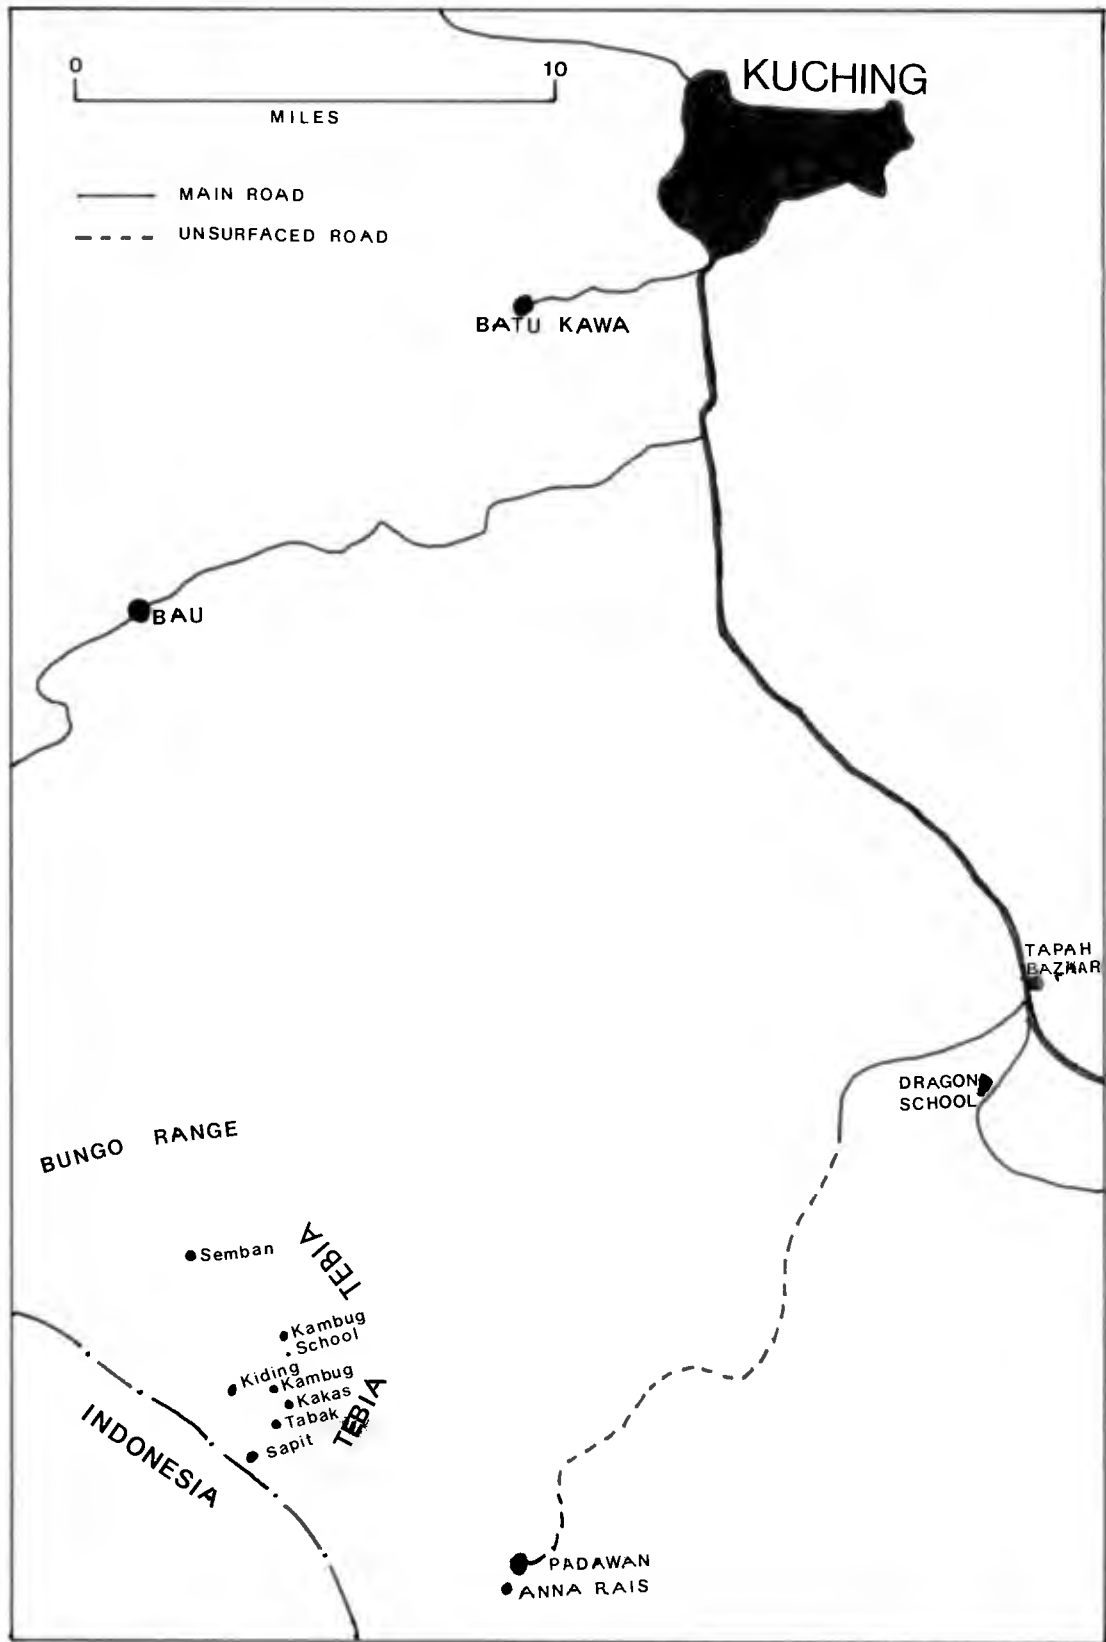 0 10
MILES
KUCHING
MAIN ROAD
UNSURFACED ROAD
BATU KAWA
BAU
TAPAH
BAZAAR
DRAGON
SCHOOL
BUNGO RANGE
Semban
TEBIA
Kambug
School
Kiding
Kambug
Kakas
Tabak
TEBIA
Sapit
INDONESIA
PADAWAN
ANNA RAIS